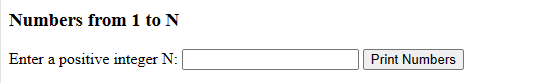 Numbers from 1 to N
Enter a positive integer N: Print Numbers